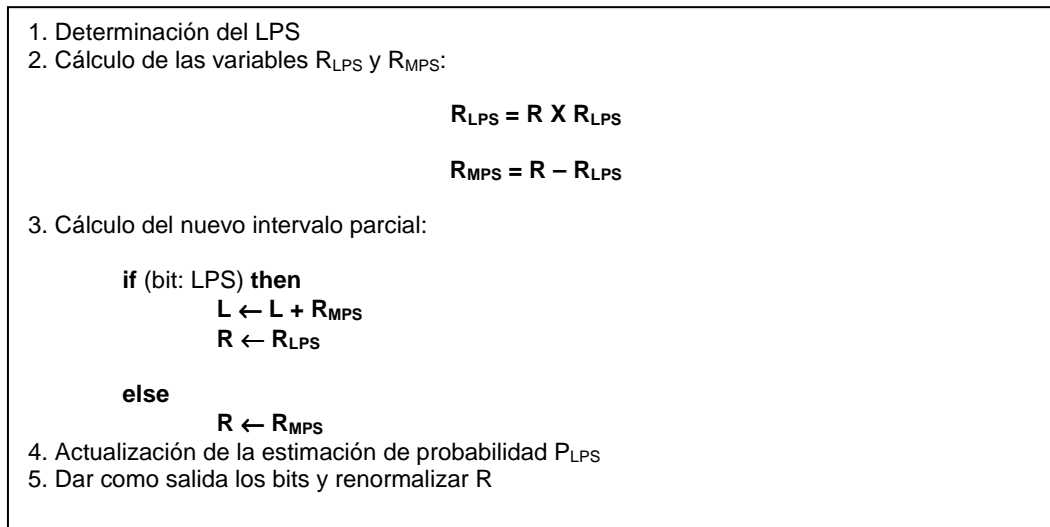 1. Determinación del LPS
2. Cálculo de las variables RLPS y RMPS:
RLPS = R X RLPS
RMPS = R – RLPS
3. Cálculo del nuevo intervalo parcial:
if (bit: LPS) then
L ← L + RMPS
R ← RLPS
else
R ← RMPS
4. Actualización de la estimación de probabilidad PLPS
5. Dar como salida los bits y renormalizar R